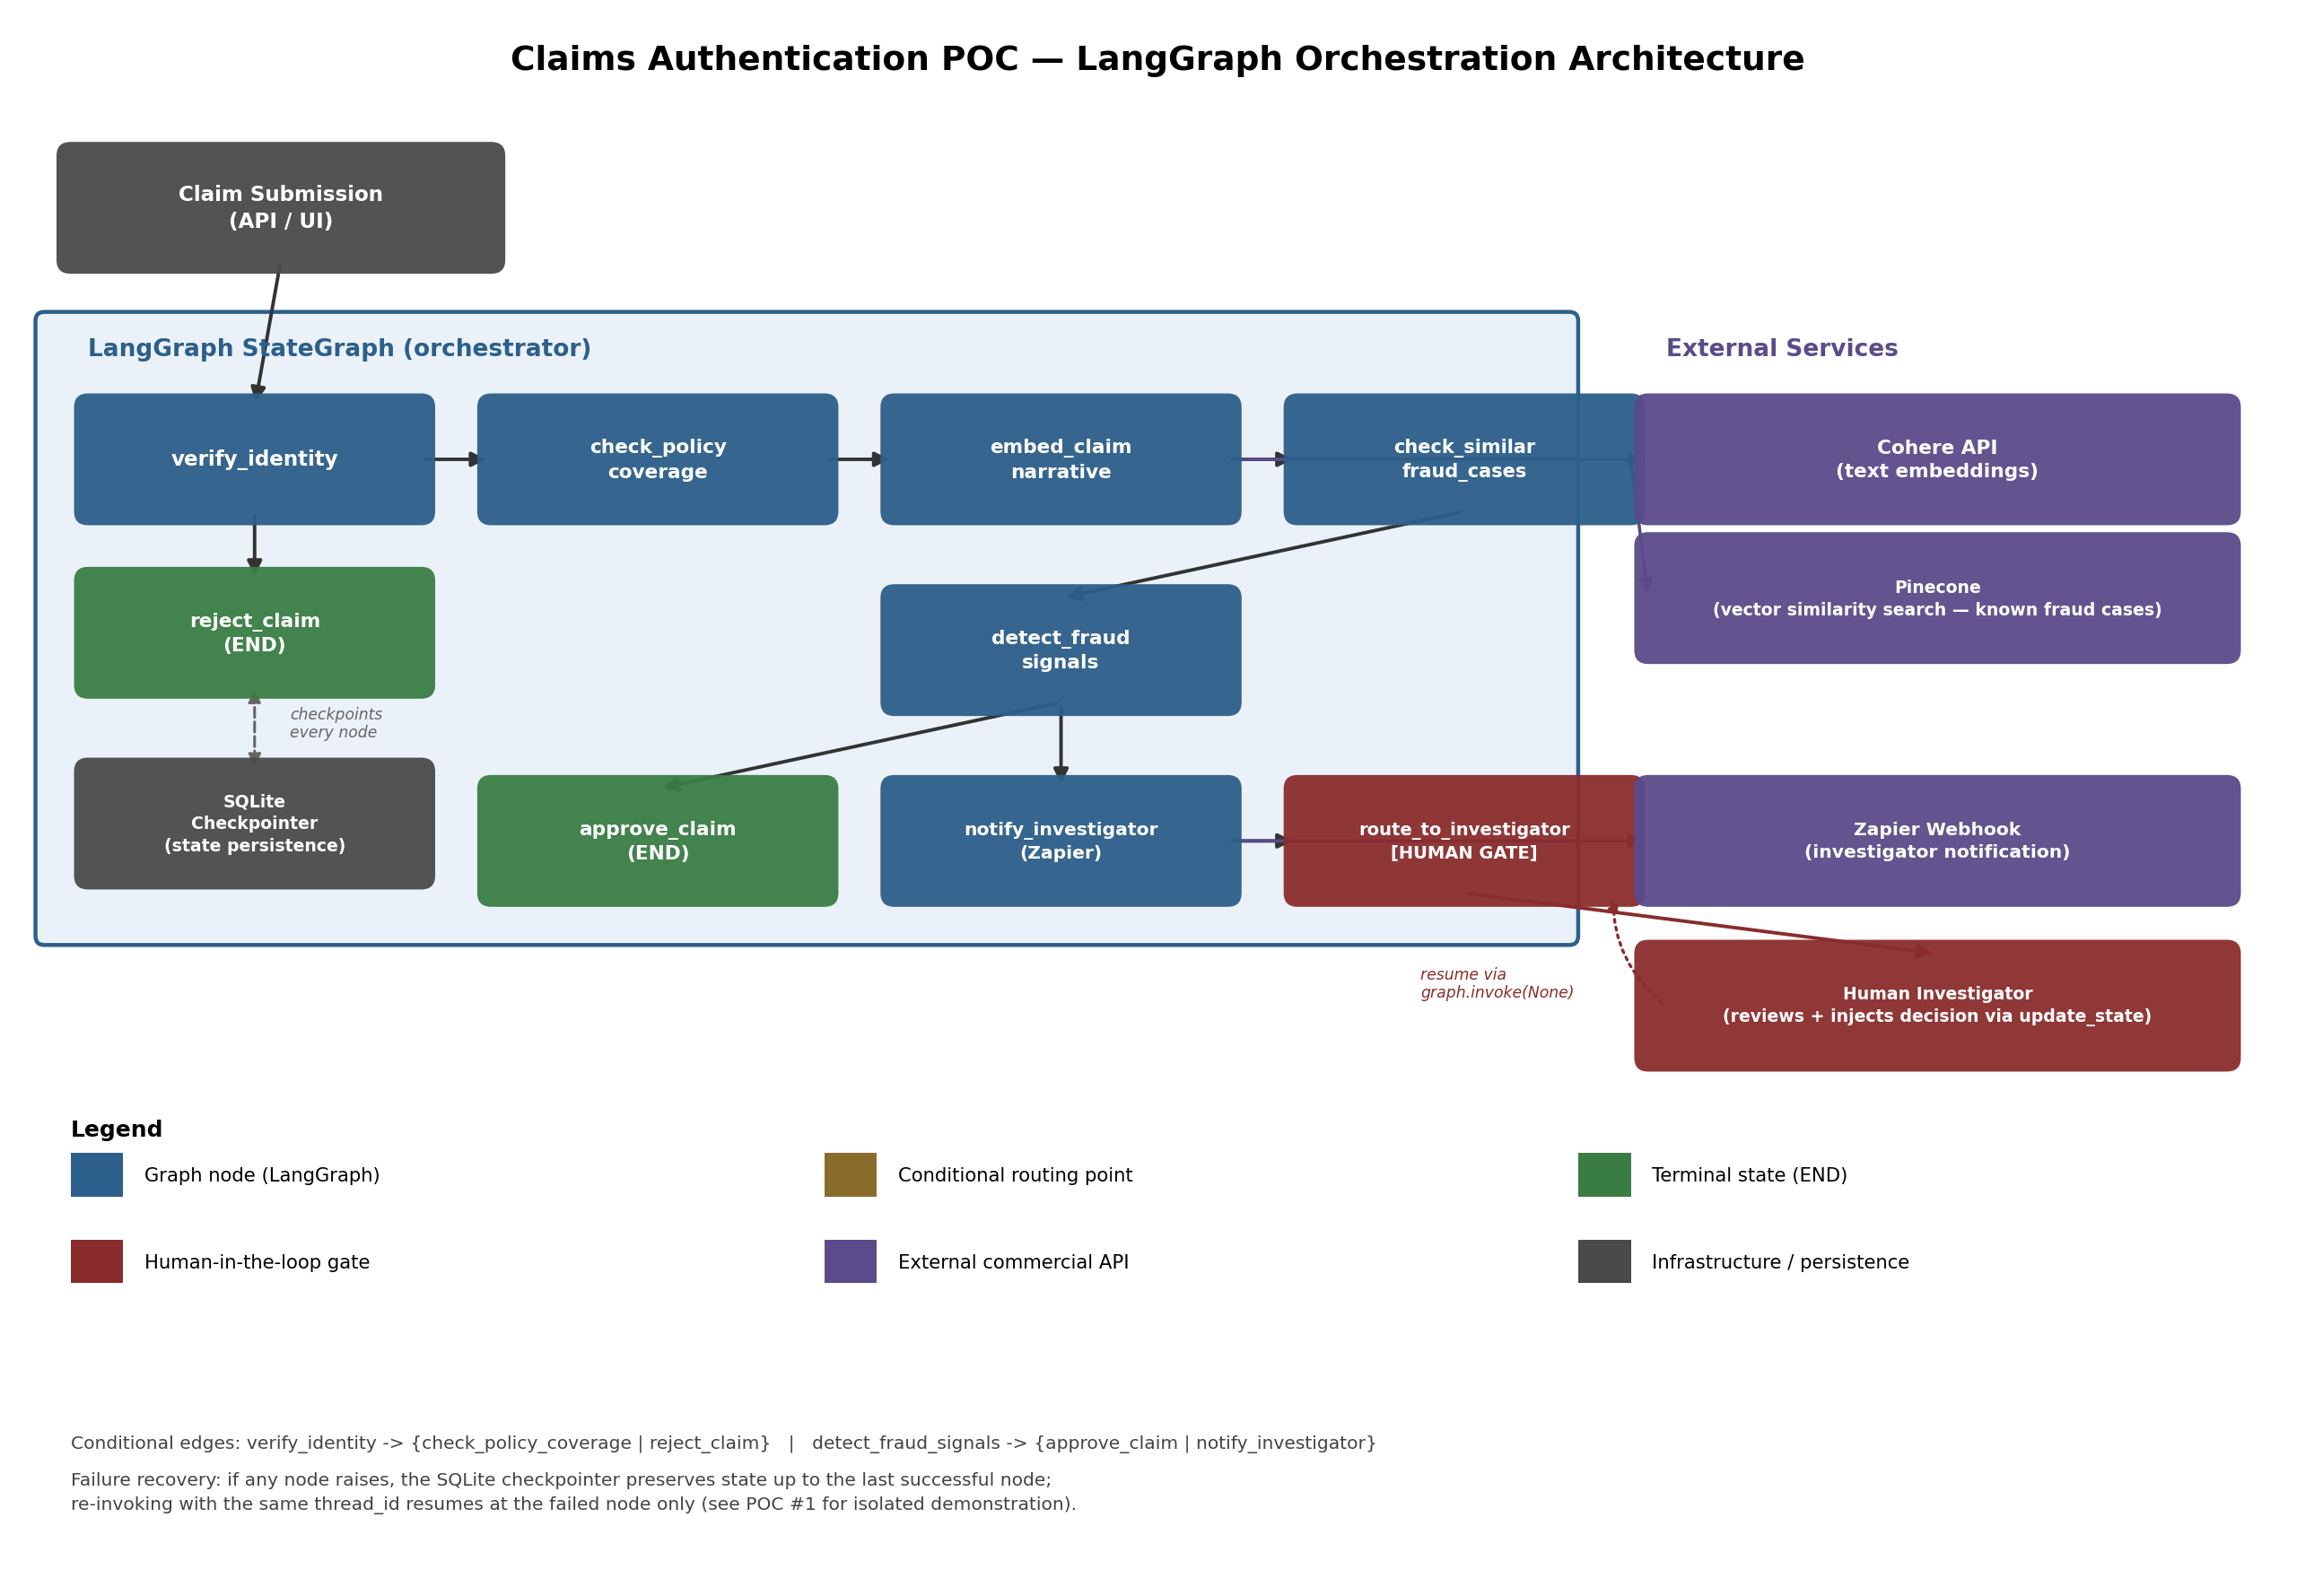 Claims Authentication POC — LangGraph Orchestration Architecture
Claim Submission
(API / UI)
LangGraph StateGraph (orchestrator)
External Services
verify_identity
check_policy
coverage
embed_claim
narrative
check_similar
fraud_cases
Cohere API
(text embeddings)
reject_claim
(END)
detect_fraud
signals
Pinecone
(vector similarity search — known fraud cases)
checkpoints
every node
SQLite
Checkpointer
(state persistence)
approve_claim
(END)
notify_investigator
(Zapier)
route_to_investigator
[HUMAN GATE]
Zapier Webhook
(investigator notification)
resume via
graph.invoke(None)
Human Investigator
(reviews + injects decision via update_state)
Legend
Graph node (LangGraph)
Conditional routing point
Terminal state (END)
Human-in-the-loop gate
External commercial API
Infrastructure / persistence
Conditional edges: verify_identity -> {check_policy_coverage | reject_claim}   |   detect_fraud_signals -> {approve_claim | notify_investigator}
Failure recovery: if any node raises, the SQLite checkpointer preserves state up to the last successful node;
re-invoking with the same thread_id resumes at the failed node only (see POC #1 for isolated demonstration).